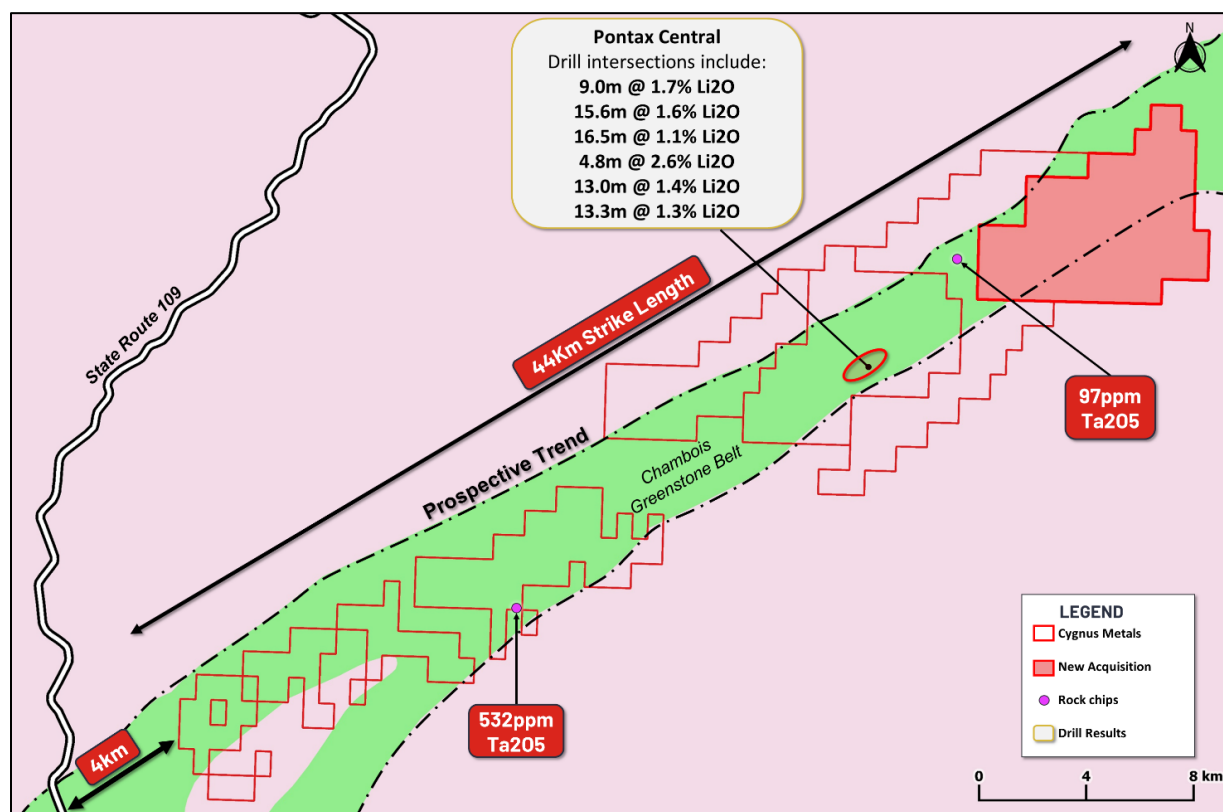 Pontax Central
Drill intersections include:
9.0m @ 1.7% Li2O
15.6m @ 1.6% Li2O
16.5m @ 1.1% Li2O
4.8m @ 2.6% Li2O
13.0m @ 1.4% Li2O
13.3m @ 1.3% Li2O
N
State Route 109
44Km Strike Length
97ppm
Ta2O5
Prospective Trend
Chambois
Greenstone Belt
532ppm
Ta2O5
4km
LEGEND
Cygnus Metals
New Acquisition
Rock chips
Drill Results
0 4 8 km